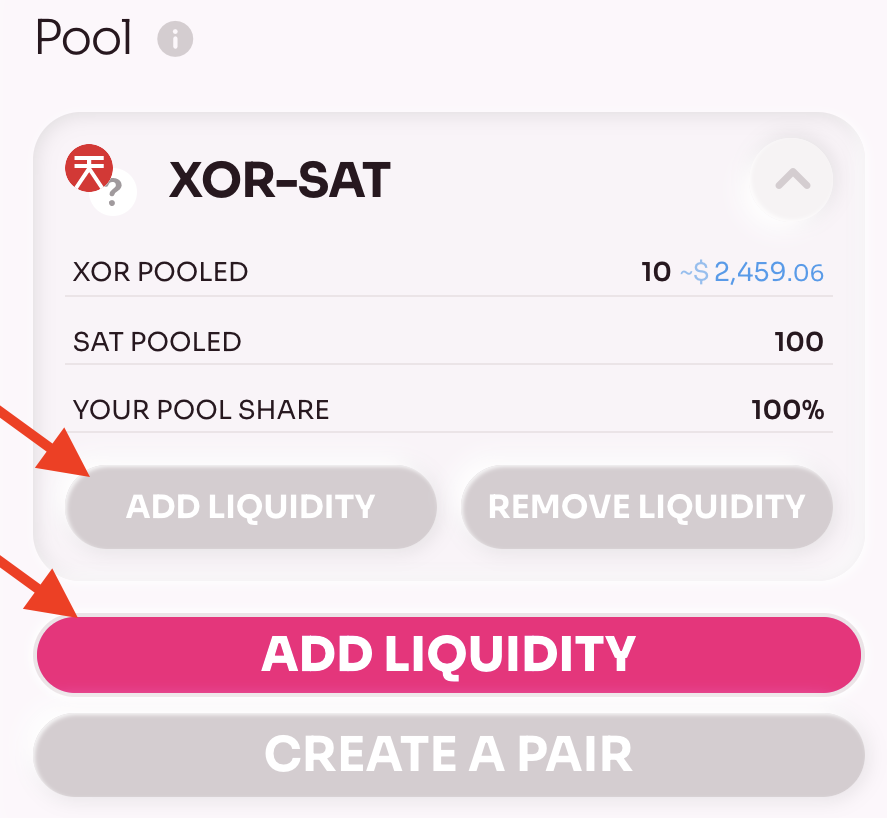 Pool i
天 ?
XOR-SAT
XOR POOLED 10 ~$ 2,459.06
SAT POOLED 100
YOUR POOL SHARE 100%
ADD LIQUIDITY REMOVE LIQUIDITY
ADD LIQUIDITY
CREATE A PAIR